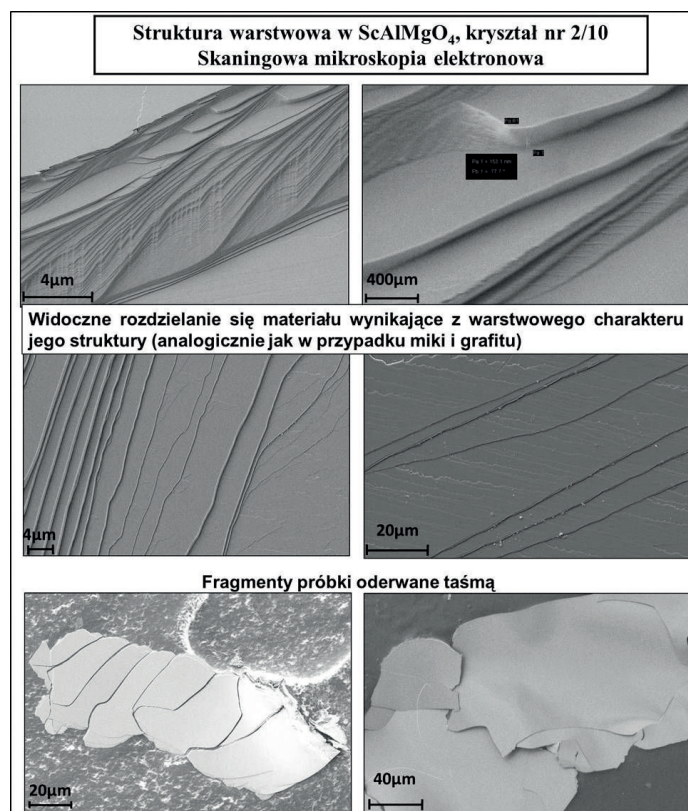 Struktura warstwowa w ScAlMgO₄, kryształ nr 2/10
Skaningowa mikroskopia elektronowa
4µm
400µm
Widoczne rozdzielanie się materiału wynikające z warstwowego charakteru
jego struktury (analogicznie jak w przypadku miki i grafitu)
4µm
20µm
Fragmenty próbki oderwane taśmą
20µm
40µm